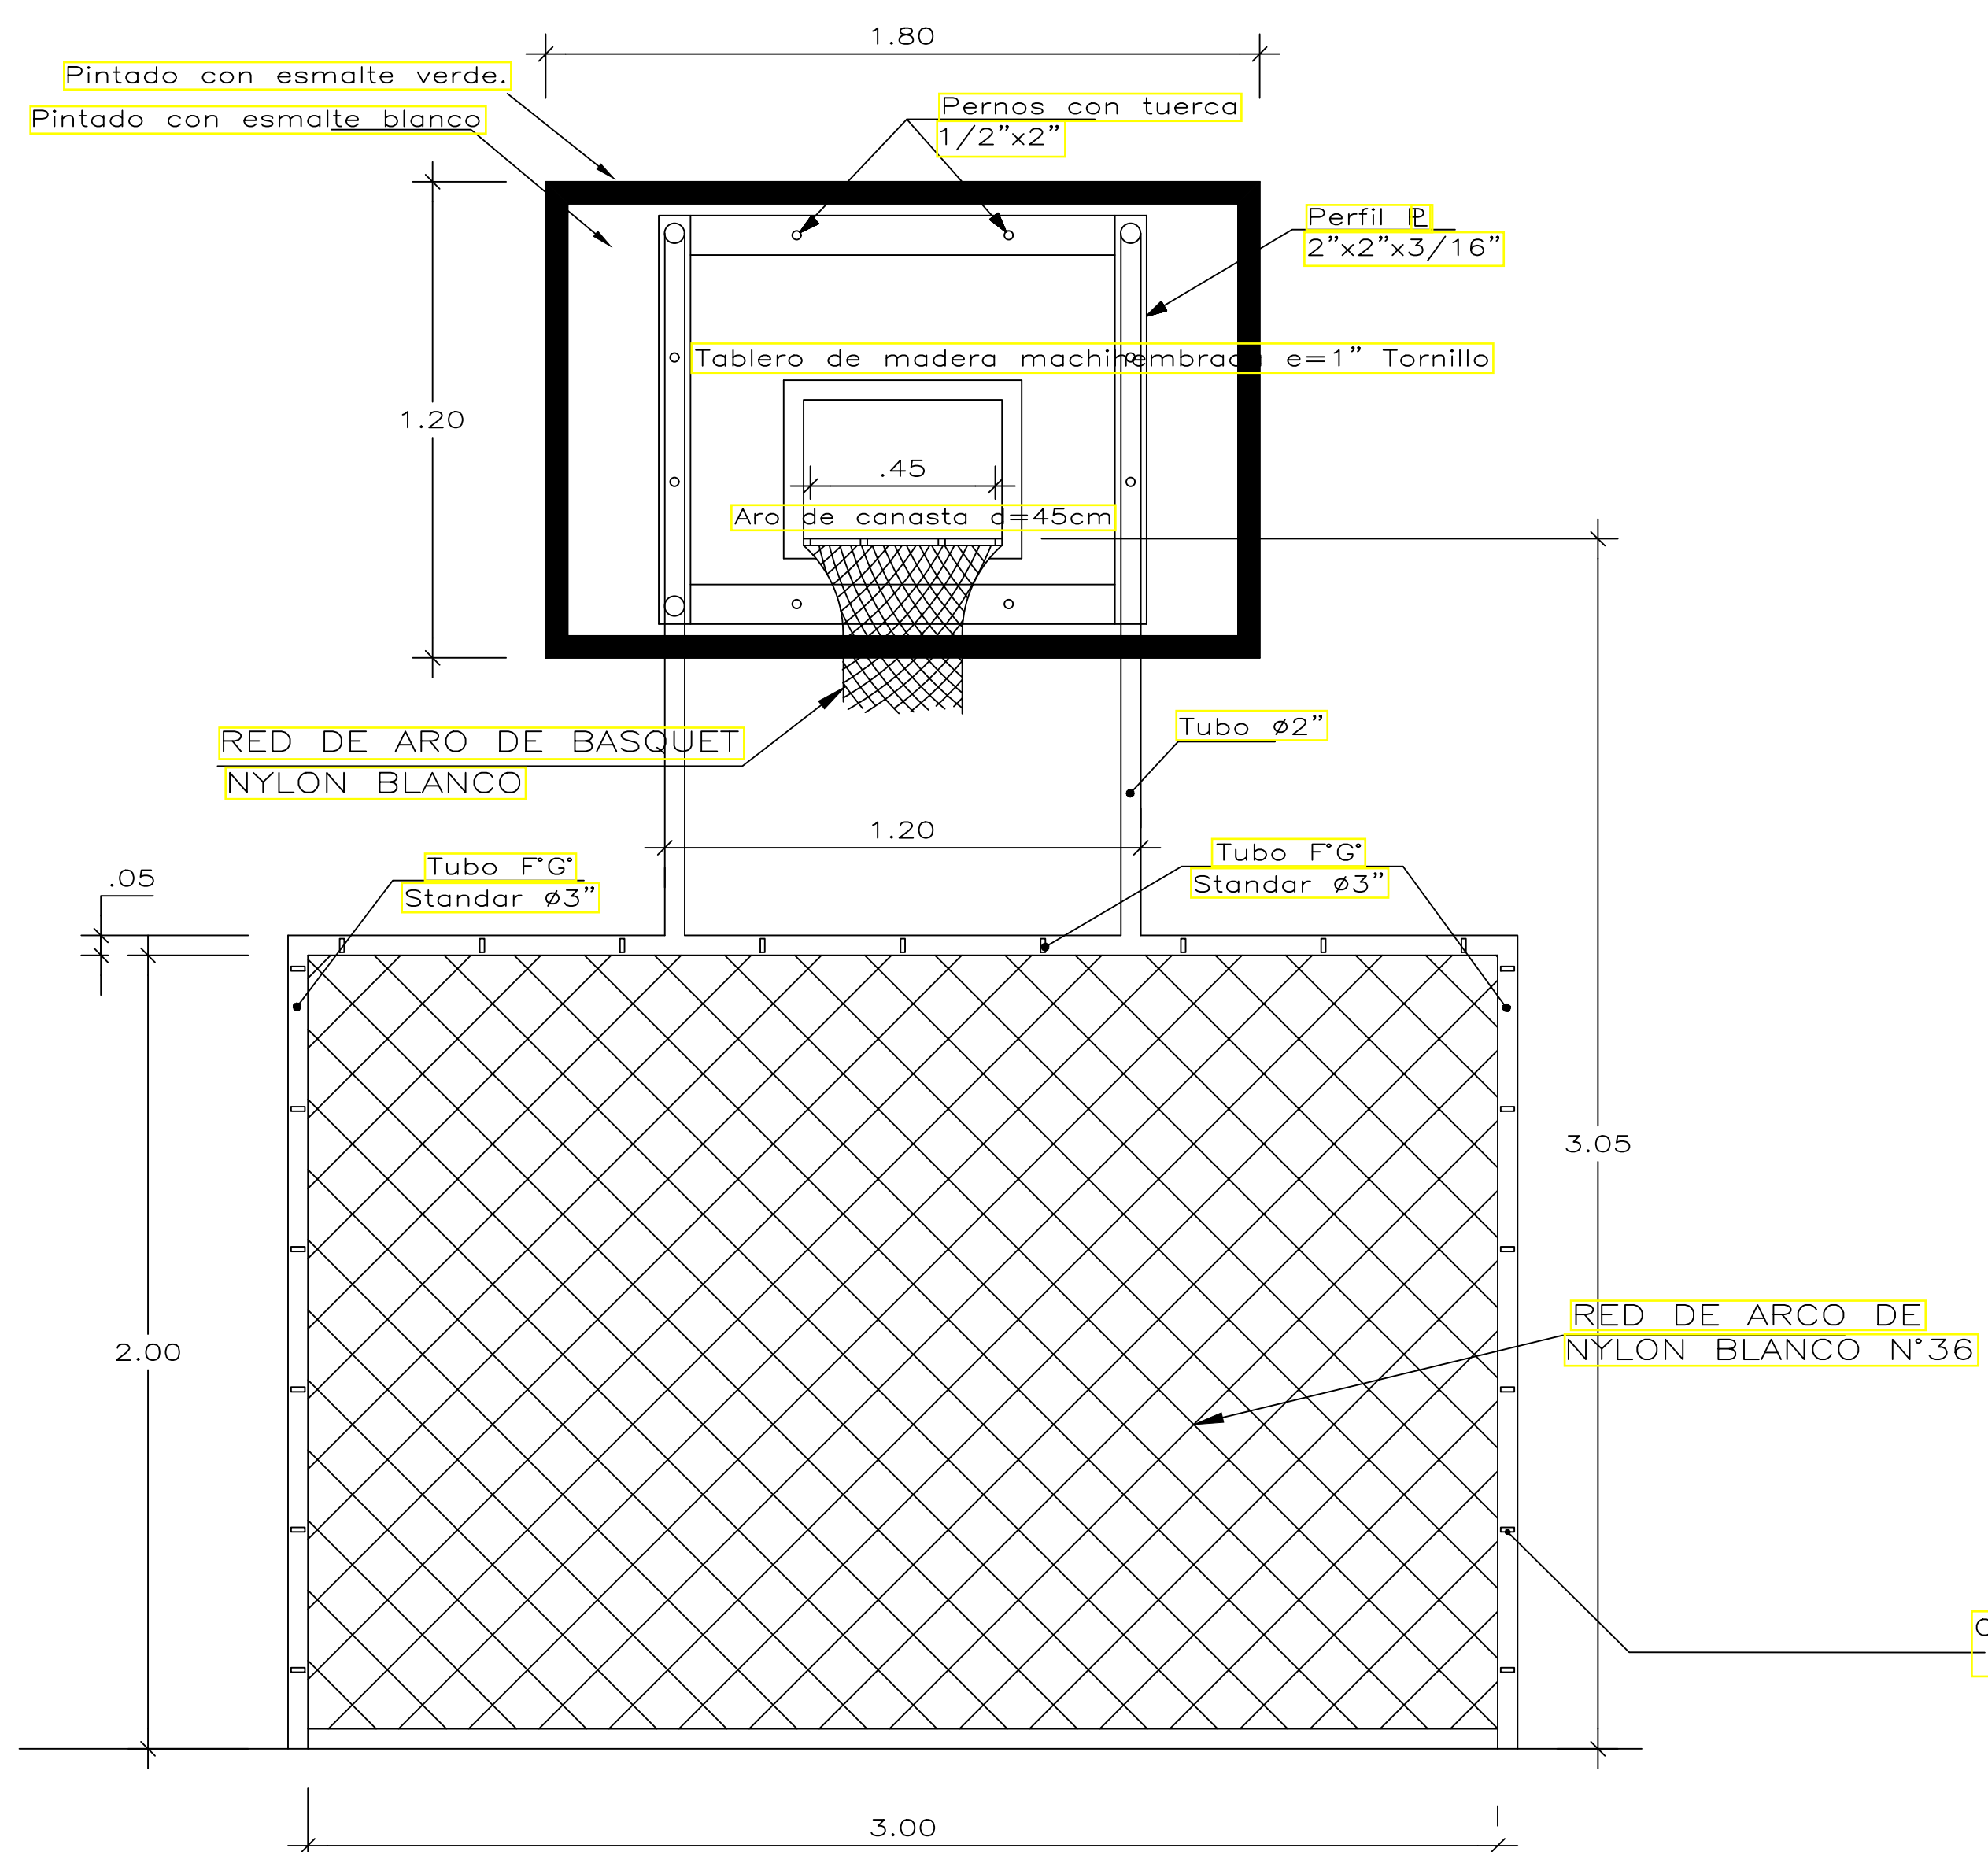 1.80
Pintado con esmalte verde.
Pintado con esmalte blanco
Pernos con tuerca
1/2"x2"
Perfil
2"x2"x3/16"
Tablero de madera machihembrada e=1" Tornillo
1.20
.45
Aro de canasta d=45cm
RED DE ARO DE BASQUET
NYLON BLANCO
Tubo ø2"
1.20
Tubo F°G°
Standar ø3"
Tubo F°G°
Standar ø3"
.05
3.05
RED DE ARCO DE
NYLON BLANCO N°36
2.00
3.00